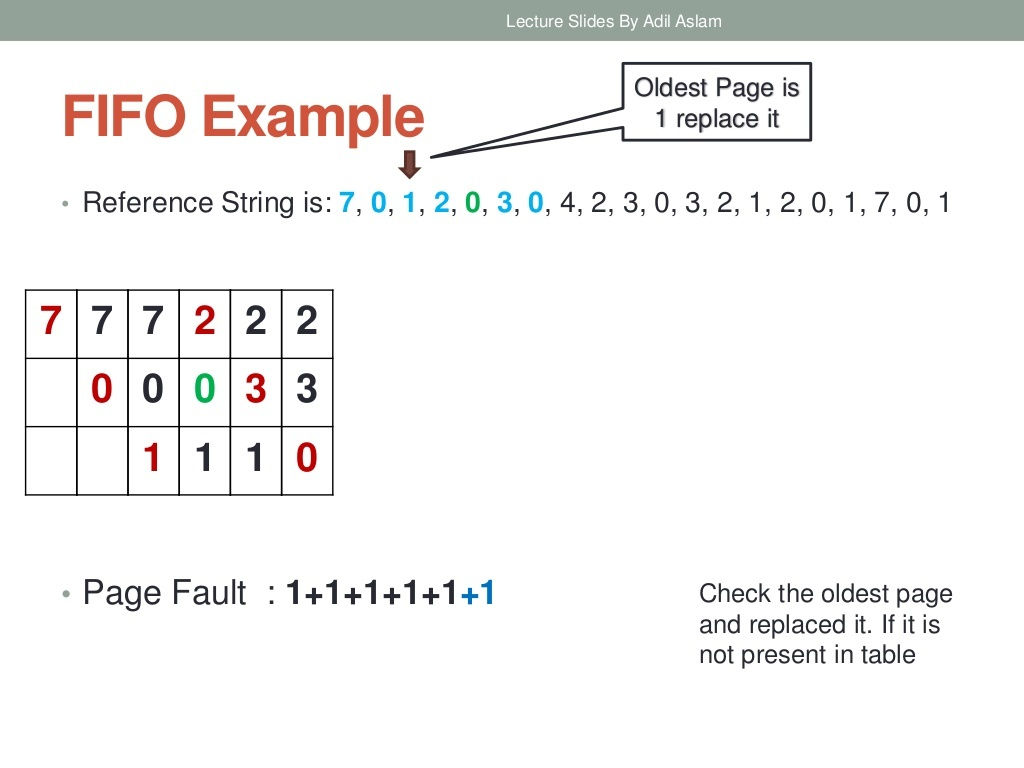 Lecture Slides By Adil Aslam
Oldest Page is
1 replace it
FIFO Example
• Reference String is: 7, 0, 1, 2, 0, 3, 0, 4, 2, 3, 0, 3, 2, 1, 2, 0, 1, 7, 0, 1
7 7 7 2 2 2
0 0 0 3 3
1 1 1 0
• Page Fault : 1+1+1+1+1+1
Check the oldest page
and replaced it. If it is
not present in table